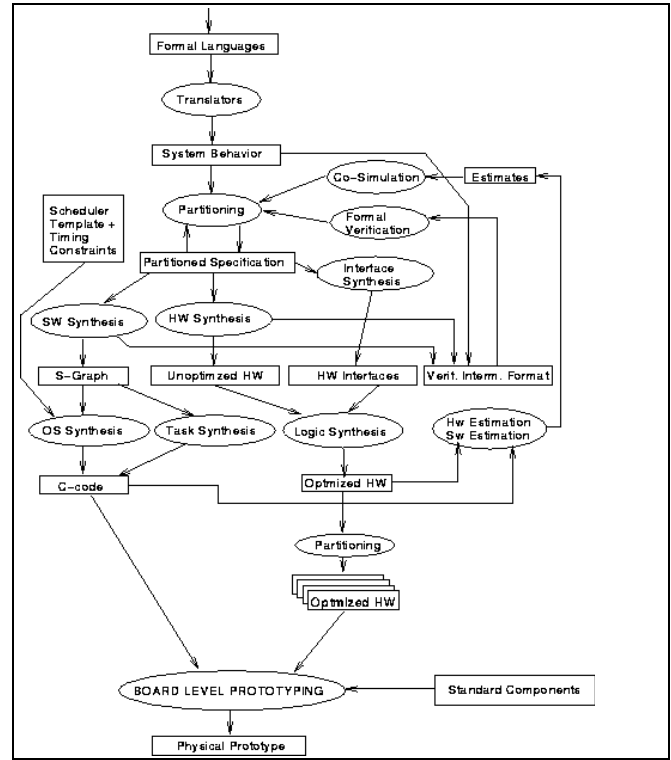 Formal Languages
Translators
System Behavior
Co-Simulation
Estimates
Scheduler
Template +
Timing
Constraints
Partitioning
Formal
Verification
Partitioned Specification
Interface
Synthesis
SW Synthesis
HW Synthesis
S-Graph
Unoptimzed HW
HW Interfaces
Verit. Interm. Format
OS Synthesis
Task Synthesis
Logic Synthesis
Hw Estimation
Sw Estimation
C-code
Optmized HW
Partitioning
Optmized HW
BOARD LEVEL PROTOTYPING
Standard Components
Physical Prototype